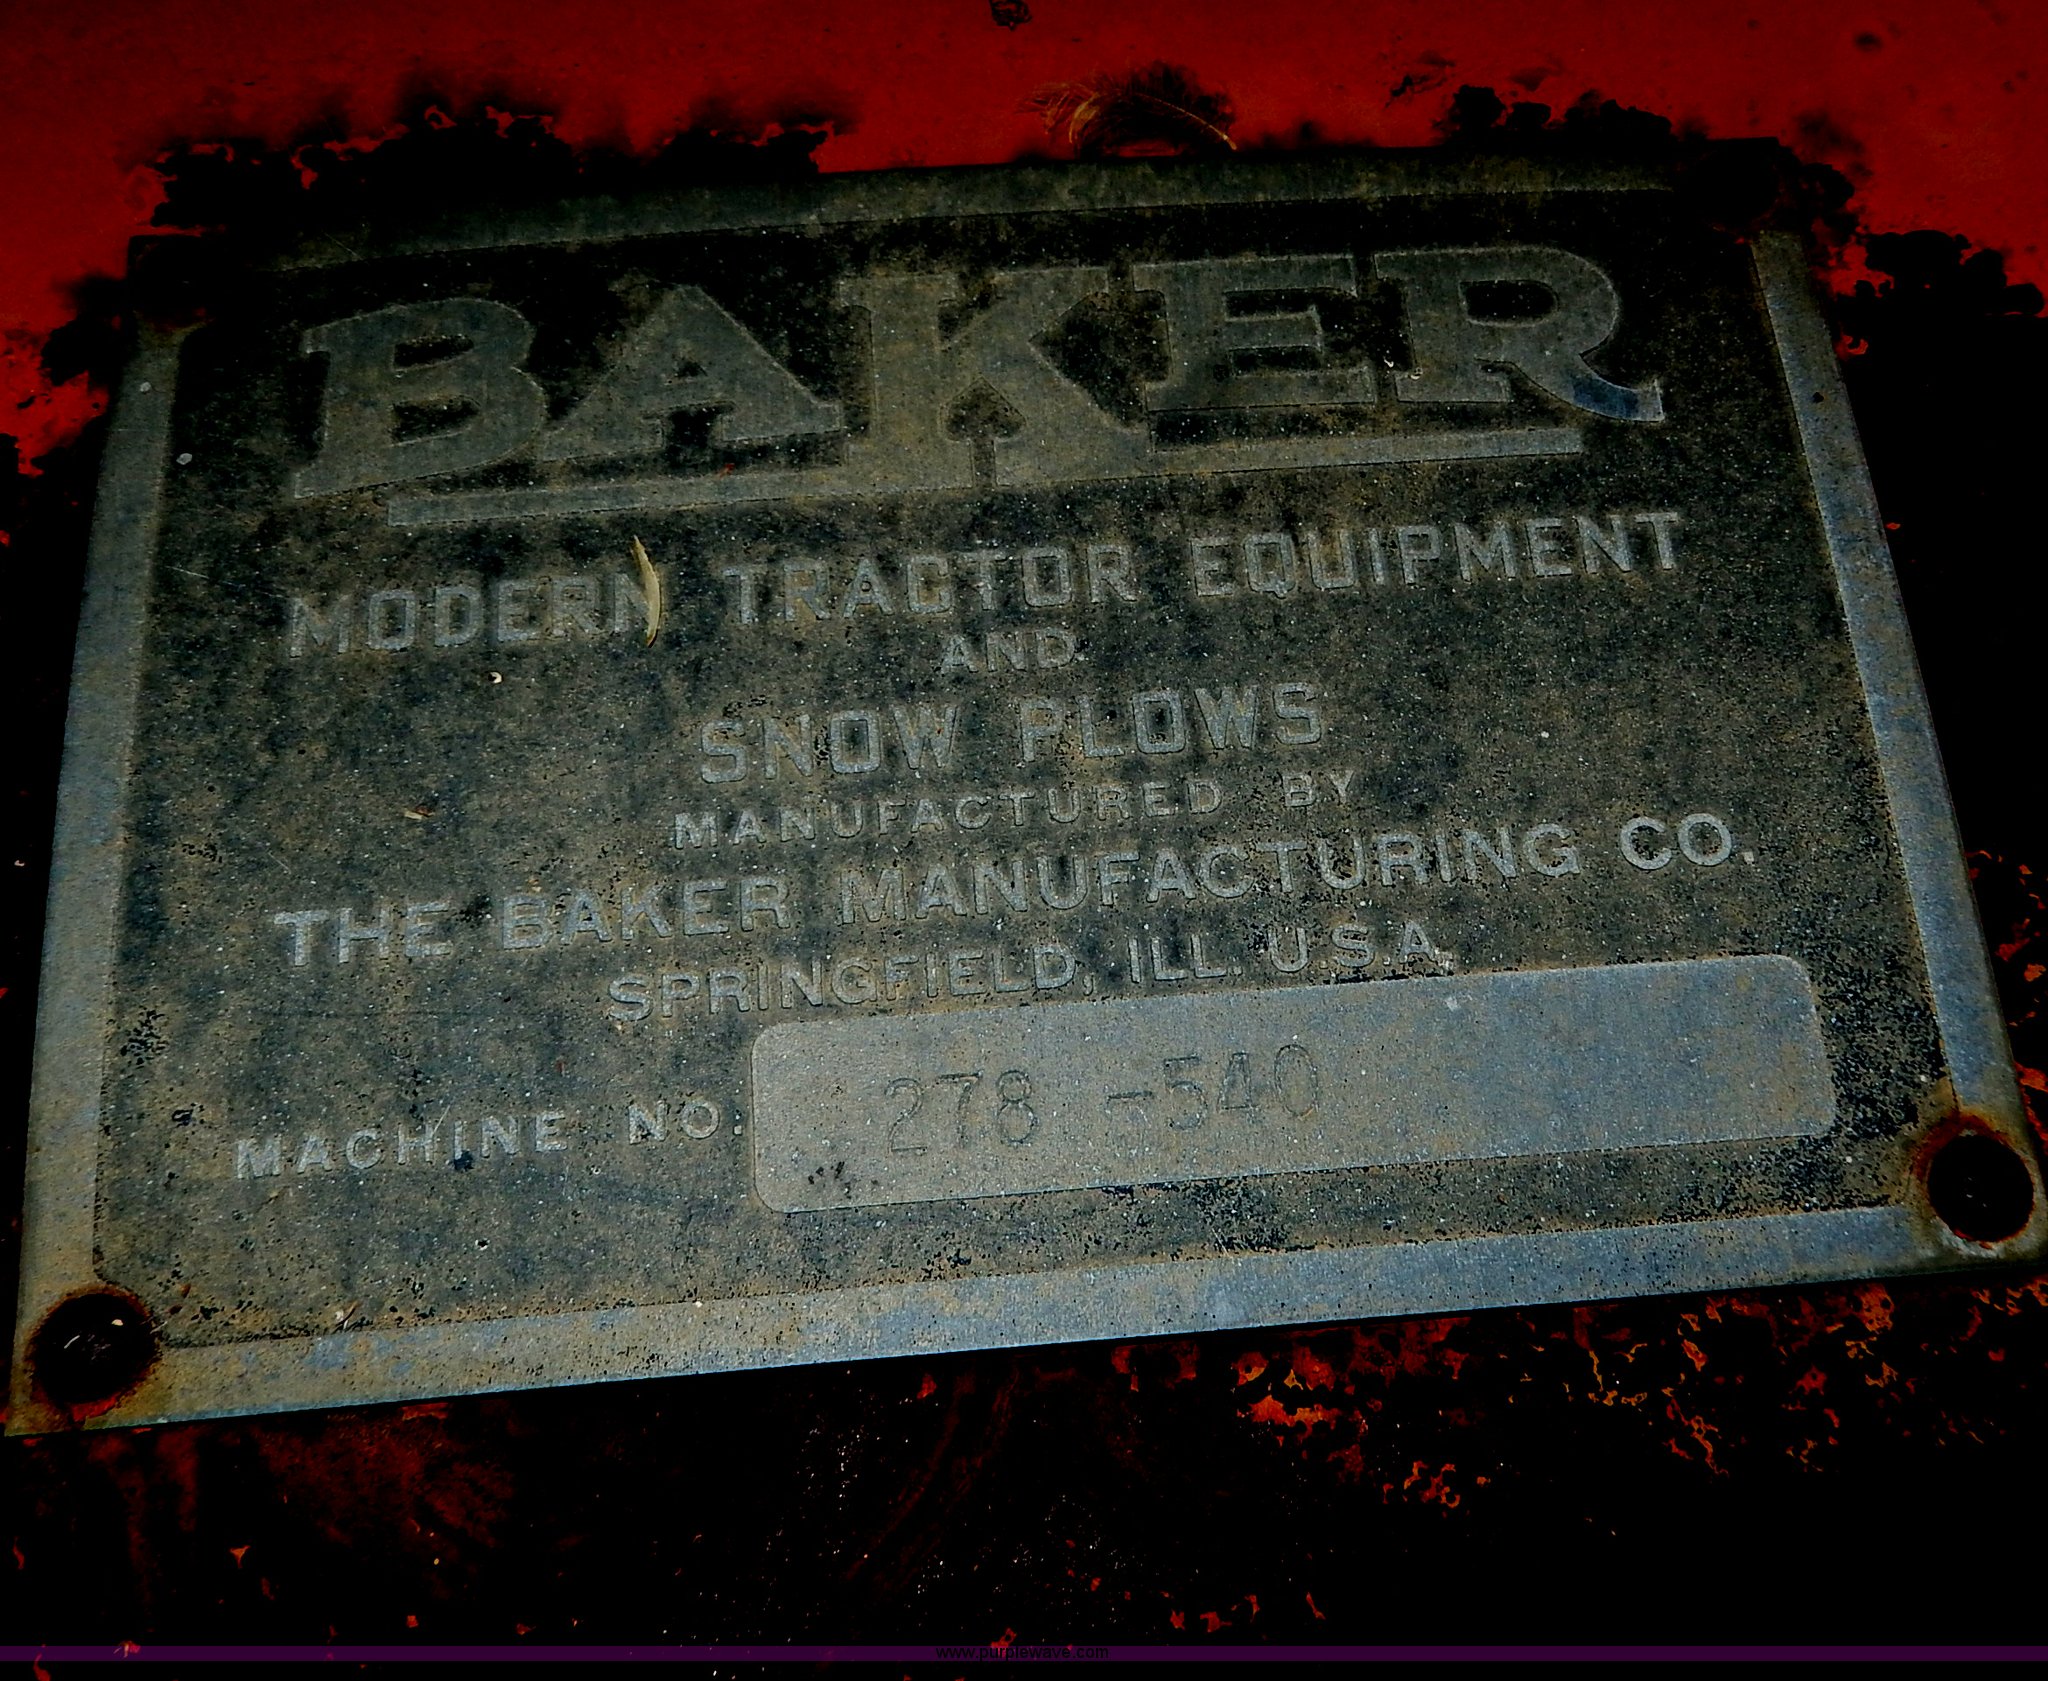 BAKER
MODERN TRACTOR EQUIPMENT
AND
SNOW PLOWS
MANUFACTURED BY
THE BAKER MANUFACTURING CO.
SPRINGFIELD, ILL. U.S.A.
MACHINE NO. 278 -540
www.purplewave.com